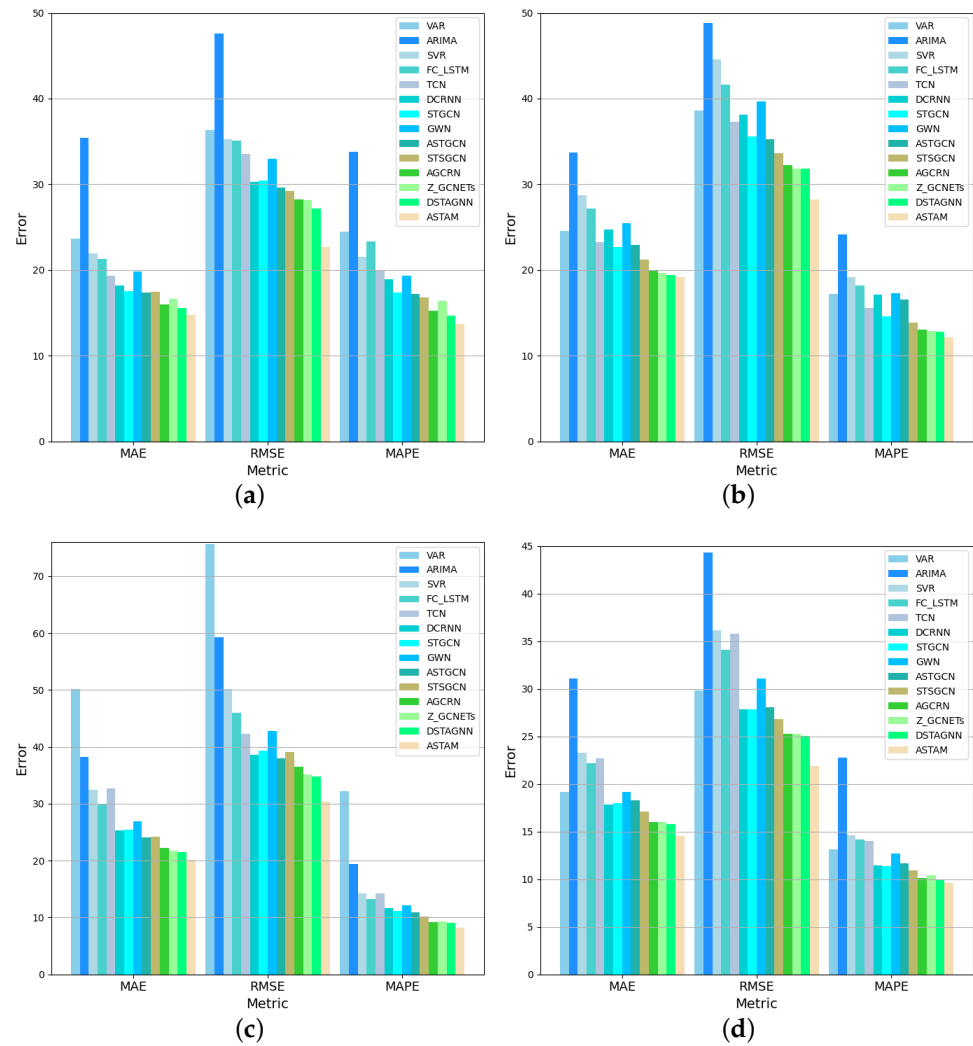 50
40
30
20
10
0
Error
MAE RMSE MAPE
Metric
VAR
ARIMA
SVR
FC_LSTM
TCN
DCRNN
STGCN
GWN
ASTGCN
STSGCN
AGCRN
Z_GCNETs
DSTAGNN
ASTAM
(a)
50
40
30
20
10
0
Error
MAE RMSE MAPE
Metric
VAR
ARIMA
SVR
FC_LSTM
TCN
DCRNN
STGCN
GWN
ASTGCN
STSGCN
AGCRN
Z_GCNETs
DSTAGNN
ASTAM
(b)
70
60
50
40
30
20
10
0
Error
MAE RMSE MAPE
Metric
VAR
ARIMA
SVR
FC_LSTM
TCN
DCRNN
STGCN
GWN
ASTGCN
STSGCN
AGCRN
Z_GCNETs
DSTAGNN
ASTAM
(c)
45
40
35
30
25
20
15
10
5
0
Error
MAE RMSE MAPE
Metric
VAR
ARIMA
SVR
FC_LSTM
TCN
DCRNN
STGCN
GWN
ASTGCN
STSGCN
AGCRN
Z_GCNETs
DSTAGNN
ASTAM
(d)